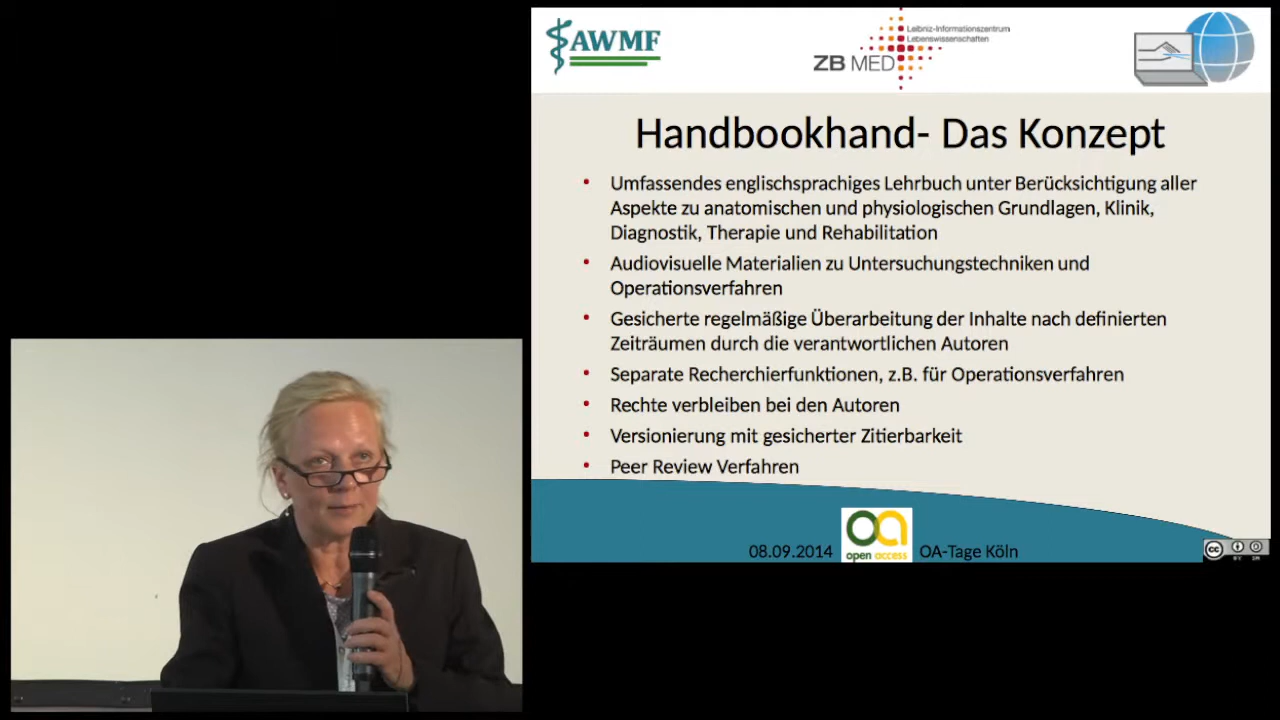 AWMF
ZB MED
Leibniz-Informationszentrum
Lebenswissenschaften
Handbookhand- Das Konzept
• Umfassendes englischsprachiges Lehrbuch unter Berücksichtigung aller
Aspekte zu anatomischen und physiologischen Grundlagen, Klinik,
Diagnostik, Therapie und Rehabilitation
• Audiovisuelle Materialien zu Untersuchungstechniken und
Operationsverfahren
• Gesicherte regelmäßige Überarbeitung der Inhalte nach definierten
Zeiträumen durch die verantwortlichen Autoren
• Separate Recherchierfunktionen, z.B. für Operationsverfahren
• Rechte verbleiben bei den Autoren
• Versionierung mit gesicherter Zitierbarkeit
• Peer Review Verfahren
08.09.2014
oa
open access
OA-Tage Köln
cc